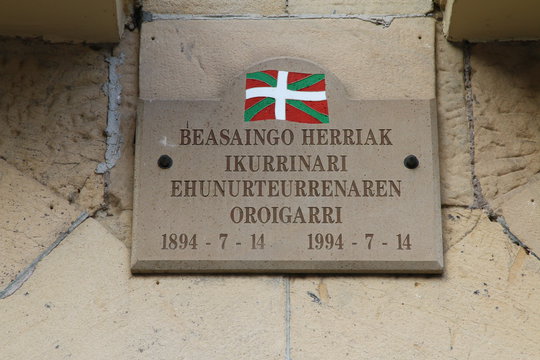 BEASAINGO HERRIAK
IKURRINARI
EHUNURTEURRENAREN
OROIGARRI
1894 - 7 - 14 1994 - 7 - 14